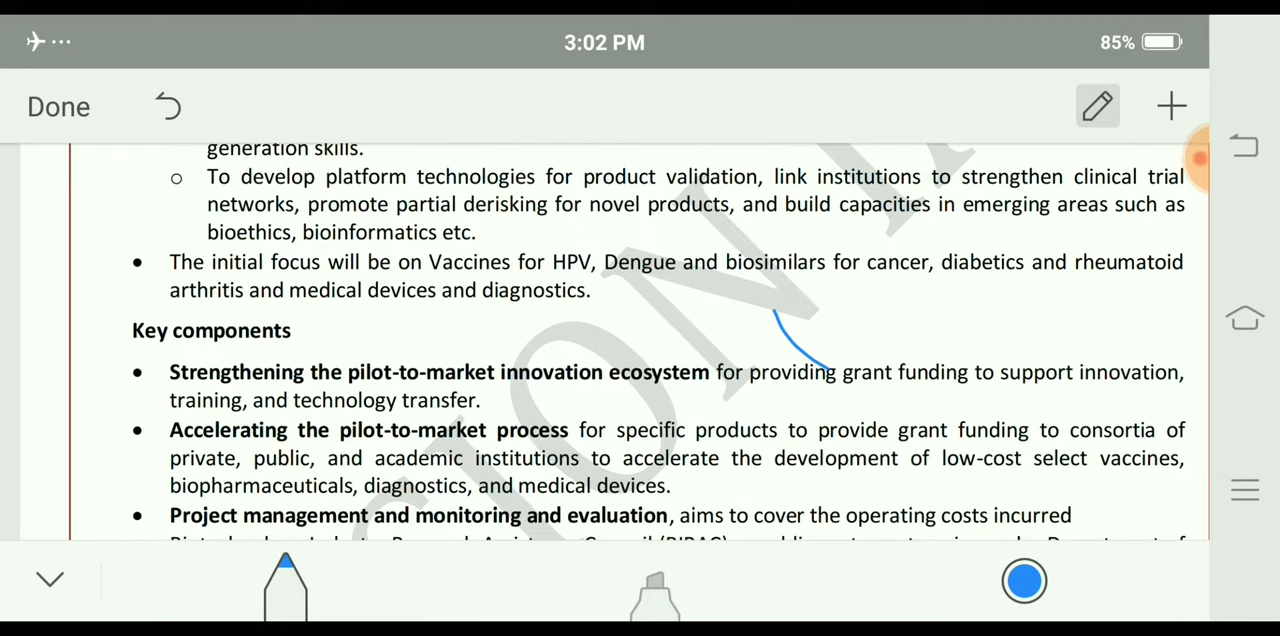 3:02 PM
85%
Done
generation skills.
o To develop platform technologies for product validation, link institutions to strengthen clinical trial
networks, promote partial derisking for novel products, and build capacities in emerging areas such as
bioethics, bioinformatics etc.
• The initial focus will be on Vaccines for HPV, Dengue and biosimilars for cancer, diabetics and rheumatoid
arthritis and medical devices and diagnostics.
Key components
• Strengthening the pilot-to-market innovation ecosystem for providing grant funding to support innovation,
training, and technology transfer.
• Accelerating the pilot-to-market process for specific products to provide grant funding to consortia of
private, public, and academic institutions to accelerate the development of low-cost select vaccines,
biopharmaceuticals, diagnostics, and medical devices.
• Project management and monitoring and evaluation, aims to cover the operating costs incurred